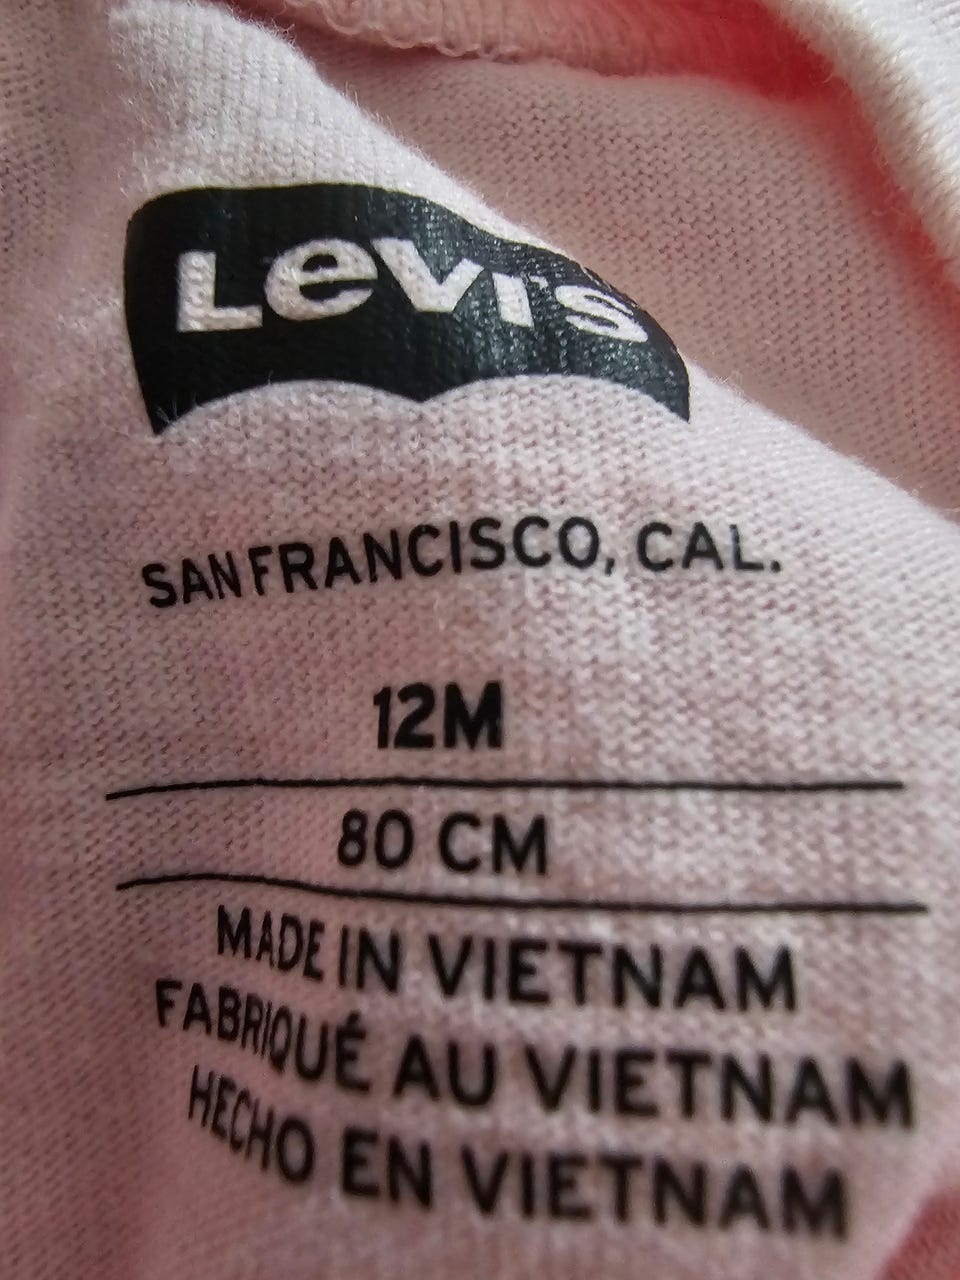 Levi's
SAN FRANCISCO, CAL.
12M
80 CM
MADE IN VIETNAM
FABRIQUÉ AU VIETNAM
HECHO EN VIETNAM